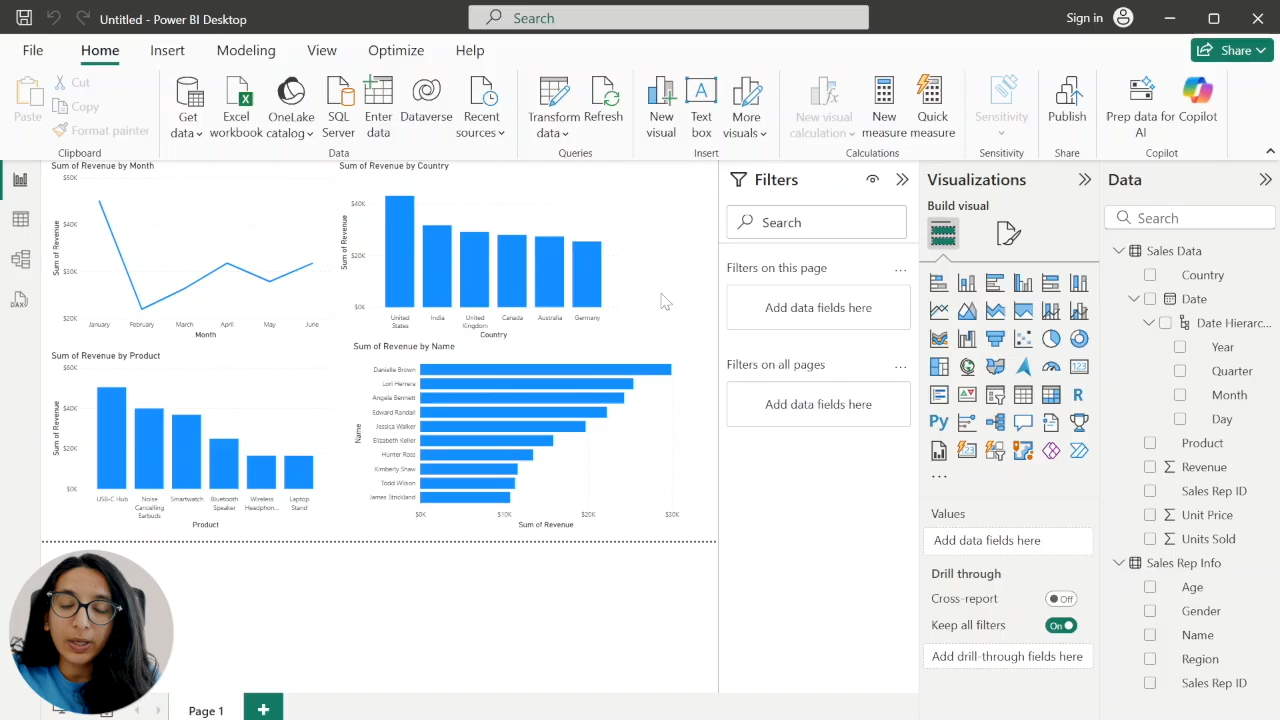 Untitled - Power BI Desktop
Search
Sign in
File
Home
Insert
Modeling
View
Optimize
Help
Share
Paste
Cut
Copy
Format painter
Clipboard
Get data
Excel workbook
OneLake catalog
SQL Server
Enter data
Dataverse
Recent sources
Data
Transform data
Refresh
Queries
New visual
Text box
More visuals
Insert
New visual calculation
New measure
Quick measure
Calculations
Sensitivity
Sensitivity
Publish
Share
Prep data for AI
Copilot
Copilot
Sum of Revenue by Month
$50K
$40K
$30K
$20K
Sum of Revenue
January February March April May June
Month
Sum of Revenue by Country
$40K
$20K
$0K
Sum of Revenue
United States
India
United Kingdom
Canada
Australia
Germany
Country
Sum of Revenue by Product
$60K
$40K
$20K
$0K
Sum of Revenue
USB-C Hub
Noise Cancelling Earbuds
Smartwatch
Bluetooth Speaker
Wireless Headphon...
Laptop Stand
Product
Sum of Revenue by Name
Name
Danielle Brown
Lori Herrera
Angela Bennett
Edward Randall
Jessica Walker
Elizabeth Keller
Hunter Ross
Kimberly Shaw
Todd Wilson
James Strickland
$0K $10K $20K $30K
Sum of Revenue
Page 1
Filters
Search
Filters on this page
...
Add data fields here
Filters on all pages
...
Add data fields here
Visualizations
Build visual
123
R
Py
...
Values
Add data fields here
Drill through
Cross-report
Off
Keep all filters
On
Add drill-through fields here
Data
Search
Sales Data
Country
Date
Date Hierarc...
Year
Quarter
Month
Day
Product
Revenue
Sales Rep ID
Unit Price
Units Sold
Sales Rep Info
Age
Gender
Name
Region
Sales Rep ID